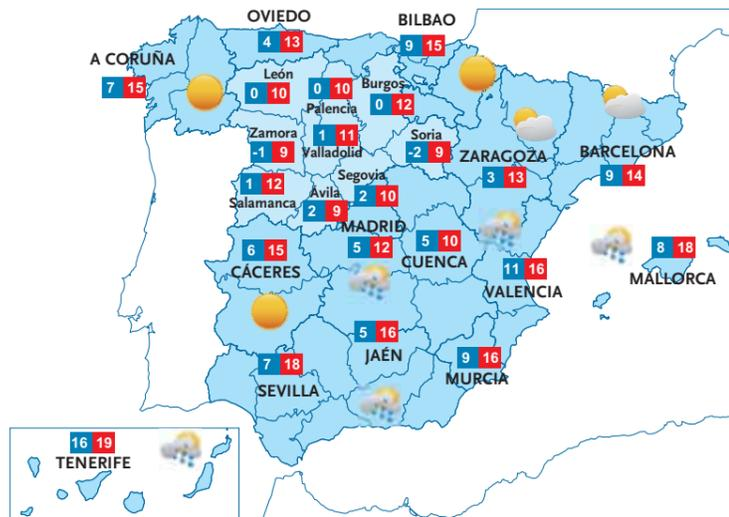 OVIEDO
4 13
BILBAO
9 15
A CORUÑA
7 15
León
0 10
0 10
Palencia
Burgos
0 12
Zamora
-1 9
1 11
Valladolid
Soria
-2 9
ZARAGOZA
3 13
BARCELONA
9 14
1 12
Salamanca
Ávila
2 9
Segovia
2 10
MADRID
5 12
5 10
CUENCA
6 15
CÁCERES
11 16
VALENCIA
8 18
MALLORCA
5 16
JAÉN
7 18
SEVILLA
9 16
MURCIA
16 19
TENERIFE